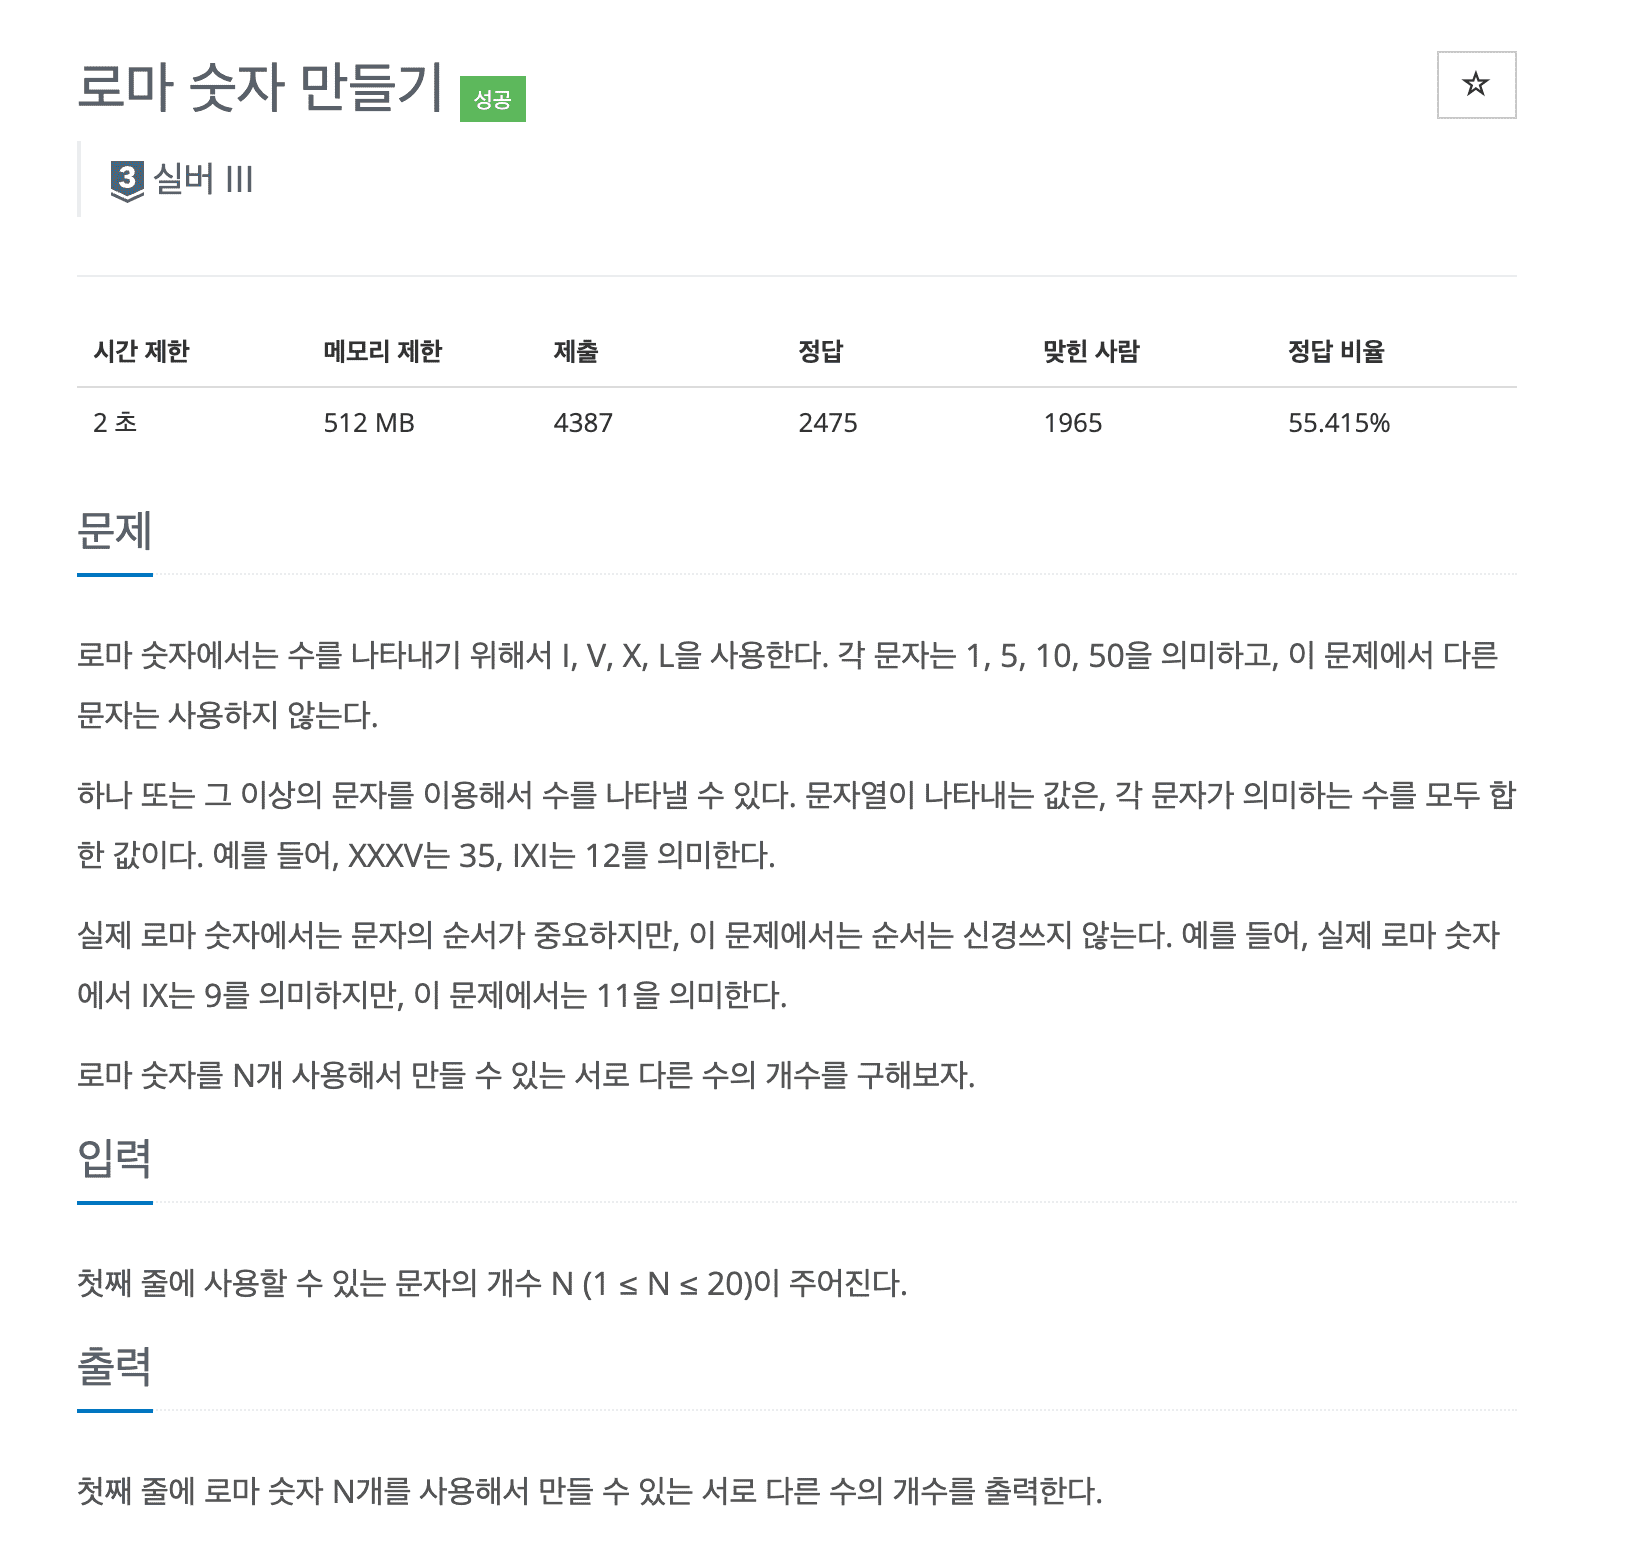 로마 숫자 만들기 성공
3 실버 III
시간 제한 메모리 제한 제출 정답 맞힌 사람 정답 비율
2 초 512 MB 4387 2475 1965 55.415%
문제
로마 숫자에서는 수를 나타내기 위해서 I, V, X, L을 사용한다. 각 문자는 1, 5, 10, 50을 의미하고, 이 문제에서 다른
문자는 사용하지 않는다.
하나 또는 그 이상의 문자를 이용해서 수를 나타낼 수 있다. 문자열이 나타내는 값은, 각 문자가 의미하는 수를 모두 합
한 값이다. 예를 들어, XXXV는 35, IXI는 12를 의미한다.
실제 로마 숫자에서는 문자의 순서가 중요하지만, 이 문제에서는 순서는 신경쓰지 않는다. 예를 들어, 실제 로마 숫자
에서 IX는 9를 의미하지만, 이 문제에서는 11을 의미한다.
로마 숫자를 N개 사용해서 만들 수 있는 서로 다른 수의 개수를 구해보자.
입력
첫째 줄에 사용할 수 있는 문자의 개수 N (1 ≤ N ≤ 20)이 주어진다.
출력
첫째 줄에 로마 숫자 N개를 사용해서 만들 수 있는 서로 다른 수의 개수를 출력한다.